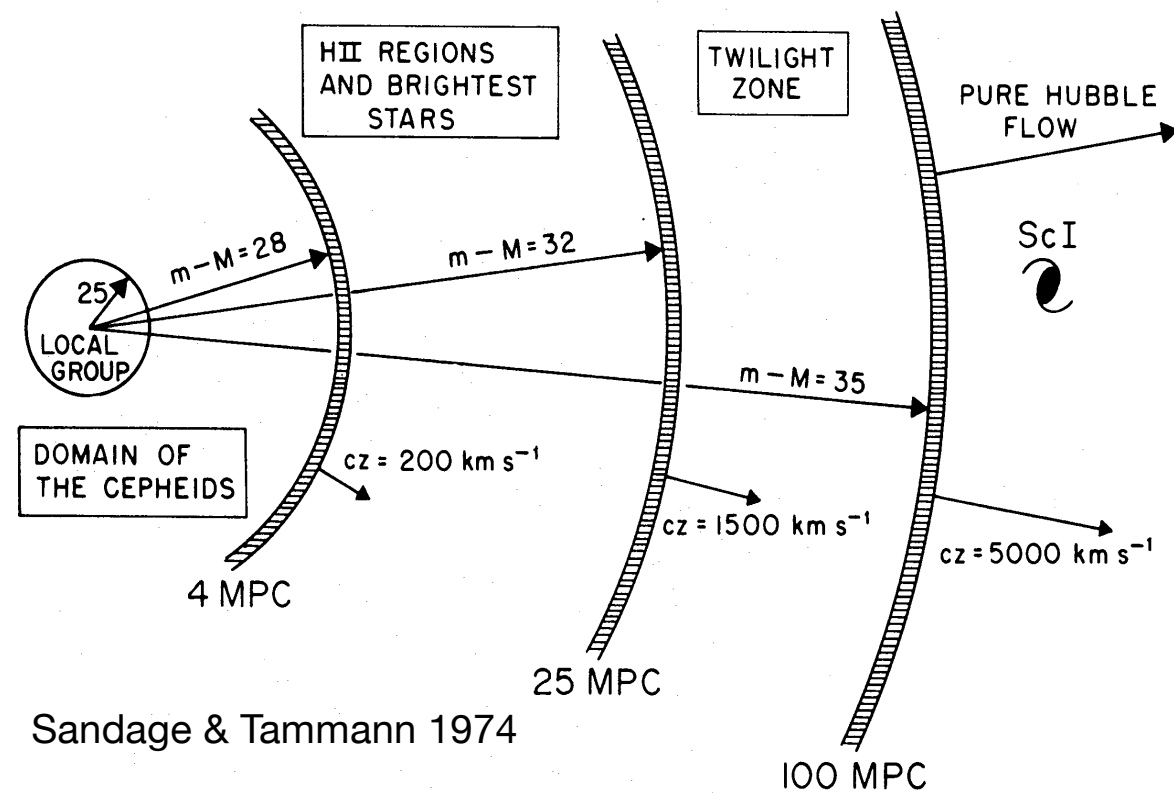 HII REGIONS
AND BRIGHTEST
STARS
TWILIGHT
ZONE
PURE HUBBLE
FLOW
ScI
m-M=28
m-M=32
25
LOCAL
GROUP
m-M=35
DOMAIN OF
THE CEPHEIDS
cz = 200 km s⁻¹
cz = 1500 km s⁻¹
cz = 5000 km s⁻¹
4 MPC
25 MPC
Sandage & Tammann 1974
100 MPC